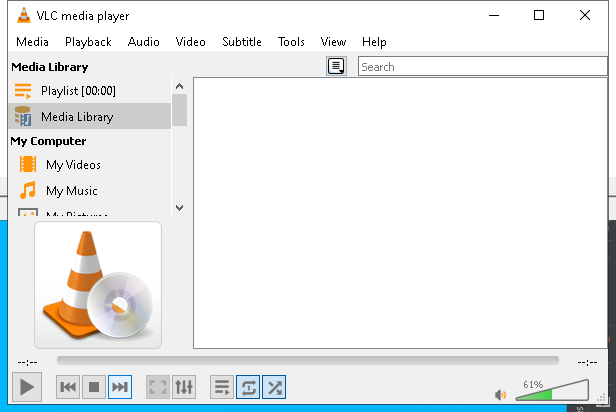 VLC media player
Media Playback Audio Video Subtitle Tools View Help
Media Library
Search
Playlist [00:00]
Media Library
My Computer
My Videos
My Music
My Pictures
--:-- --:--
61%